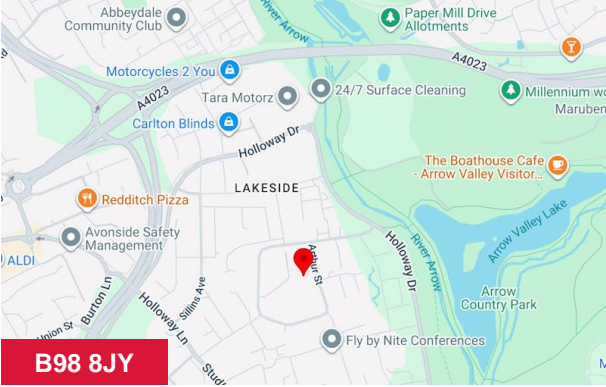 Abbeydale
Community Club
River Arrow
Paper Mill Drive
Allotments
A4023
Motorcycles 2 You
A4023
Tara Motorz
24/7 Surface Cleaning
Millennium wo
Maruben
Carlton Blinds
Holloway Dr
The Boathouse Cafe
- Arrow Valley Visitor...
LAKESIDE
Redditch Pizza
Avonside Safety
Management
ALDI
Arthur St
Holloway Dr
River Arrow
Arrow Valley Lake
Burton Ln
Sillins Ave
Holloway Ln
Arrow
Country Park
Union St
Fly by Nite Conferences
Stud
B98 8JY